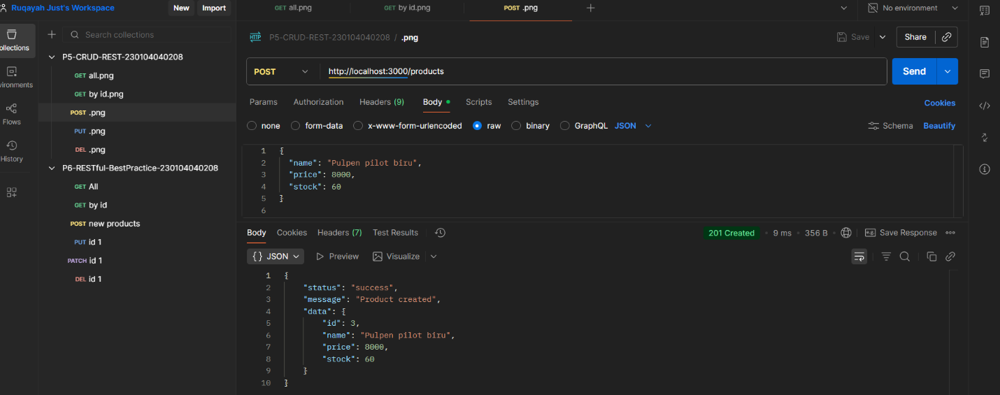 Ruqayah Just's Workspace New Import GET all.png GET by id.png POST .png No environment
Search collections
P5-CRUD-REST-230104040208 / .png Save Share
ollections
P5-CRUD-REST-230104040208
GET all.png
POST http://localhost:3000/products Send
vironments
GET by id.png
Params Authorization Headers (9) Body Scripts Settings Cookies
POST .png
Flows
none form-data x-www-form-urlencoded raw binary GraphQL JSON Schema Beautify
PUT .png
DEL .png
History
P6-RESTful-BestPractice-230104040208
GET All
GET by id
POST new products
PUT id 1
PATCH id 1
DEL id 1
1 {
2 "name": "Pulpen pilot biru",
3 "price": 8000,
4 "stock": 60
5 }
6
Body Cookies Headers (7) Test Results 201 Created 9 ms 356 B e.g. Save Response
{} JSON Preview Visualize
1 {
2 "status": "success",
3 "message": "Product created",
4 "data": {
5 "id": 3,
6 "name": "Pulpen pilot biru",
7 "price": 8000,
8 "stock": 60
9 }
10 }